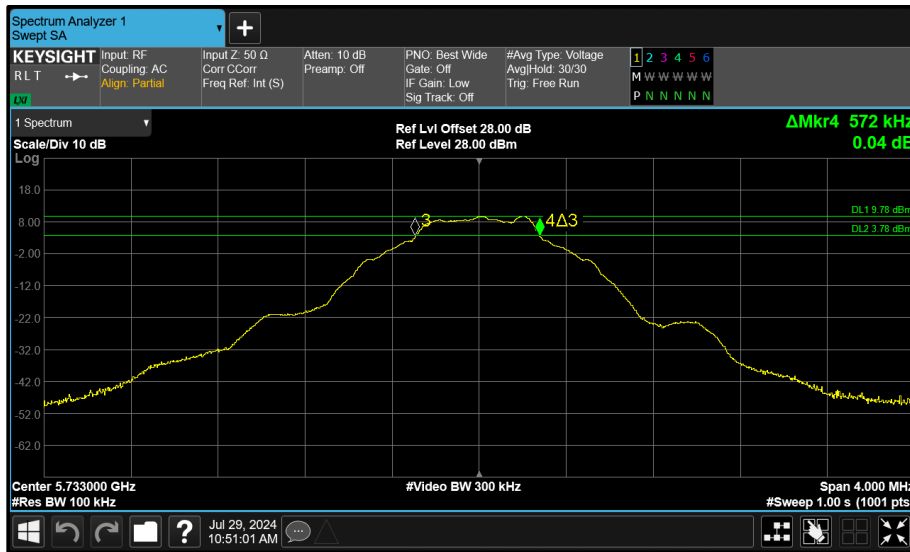 Spectrum Analyzer 1
Swept SA
KEYSIGHT
R L T
LXI
Input: RF
Coupling: AC
Align: Partial
Input Z: 50 Ω
Corr CCorr
Freq Ref: Int (S)
Atten: 10 dB
Preamp: Off
PNO: Best Wide
Gate: Off
IF Gain: Low
Sig Track: Off
#Avg Type: Voltage
Avg|Hold: 30/30
Trig: Free Run
1 2 3 4 5 6
M W W W W W
P N N N N N
1 Spectrum
Scale/Div 10 dB
Log
Ref Lvl Offset 28.00 dB
Ref Level 28.00 dBm
ΔMkr4 572 kHz
0.04 dB
18.0
DL1 9.78 dBm
8.00
3
4Δ3
DL2 3.78 dBm
-2.00
-12.0
-22.0
-32.0
-42.0
-52.0
-62.0
Center 5.733000 GHz
#Video BW 300 kHz
Span 4.000 MHz
#Res BW 100 kHz
#Sweep 1.00 s (1001 pts
?
Jul 29, 2024
10:51:01 AM